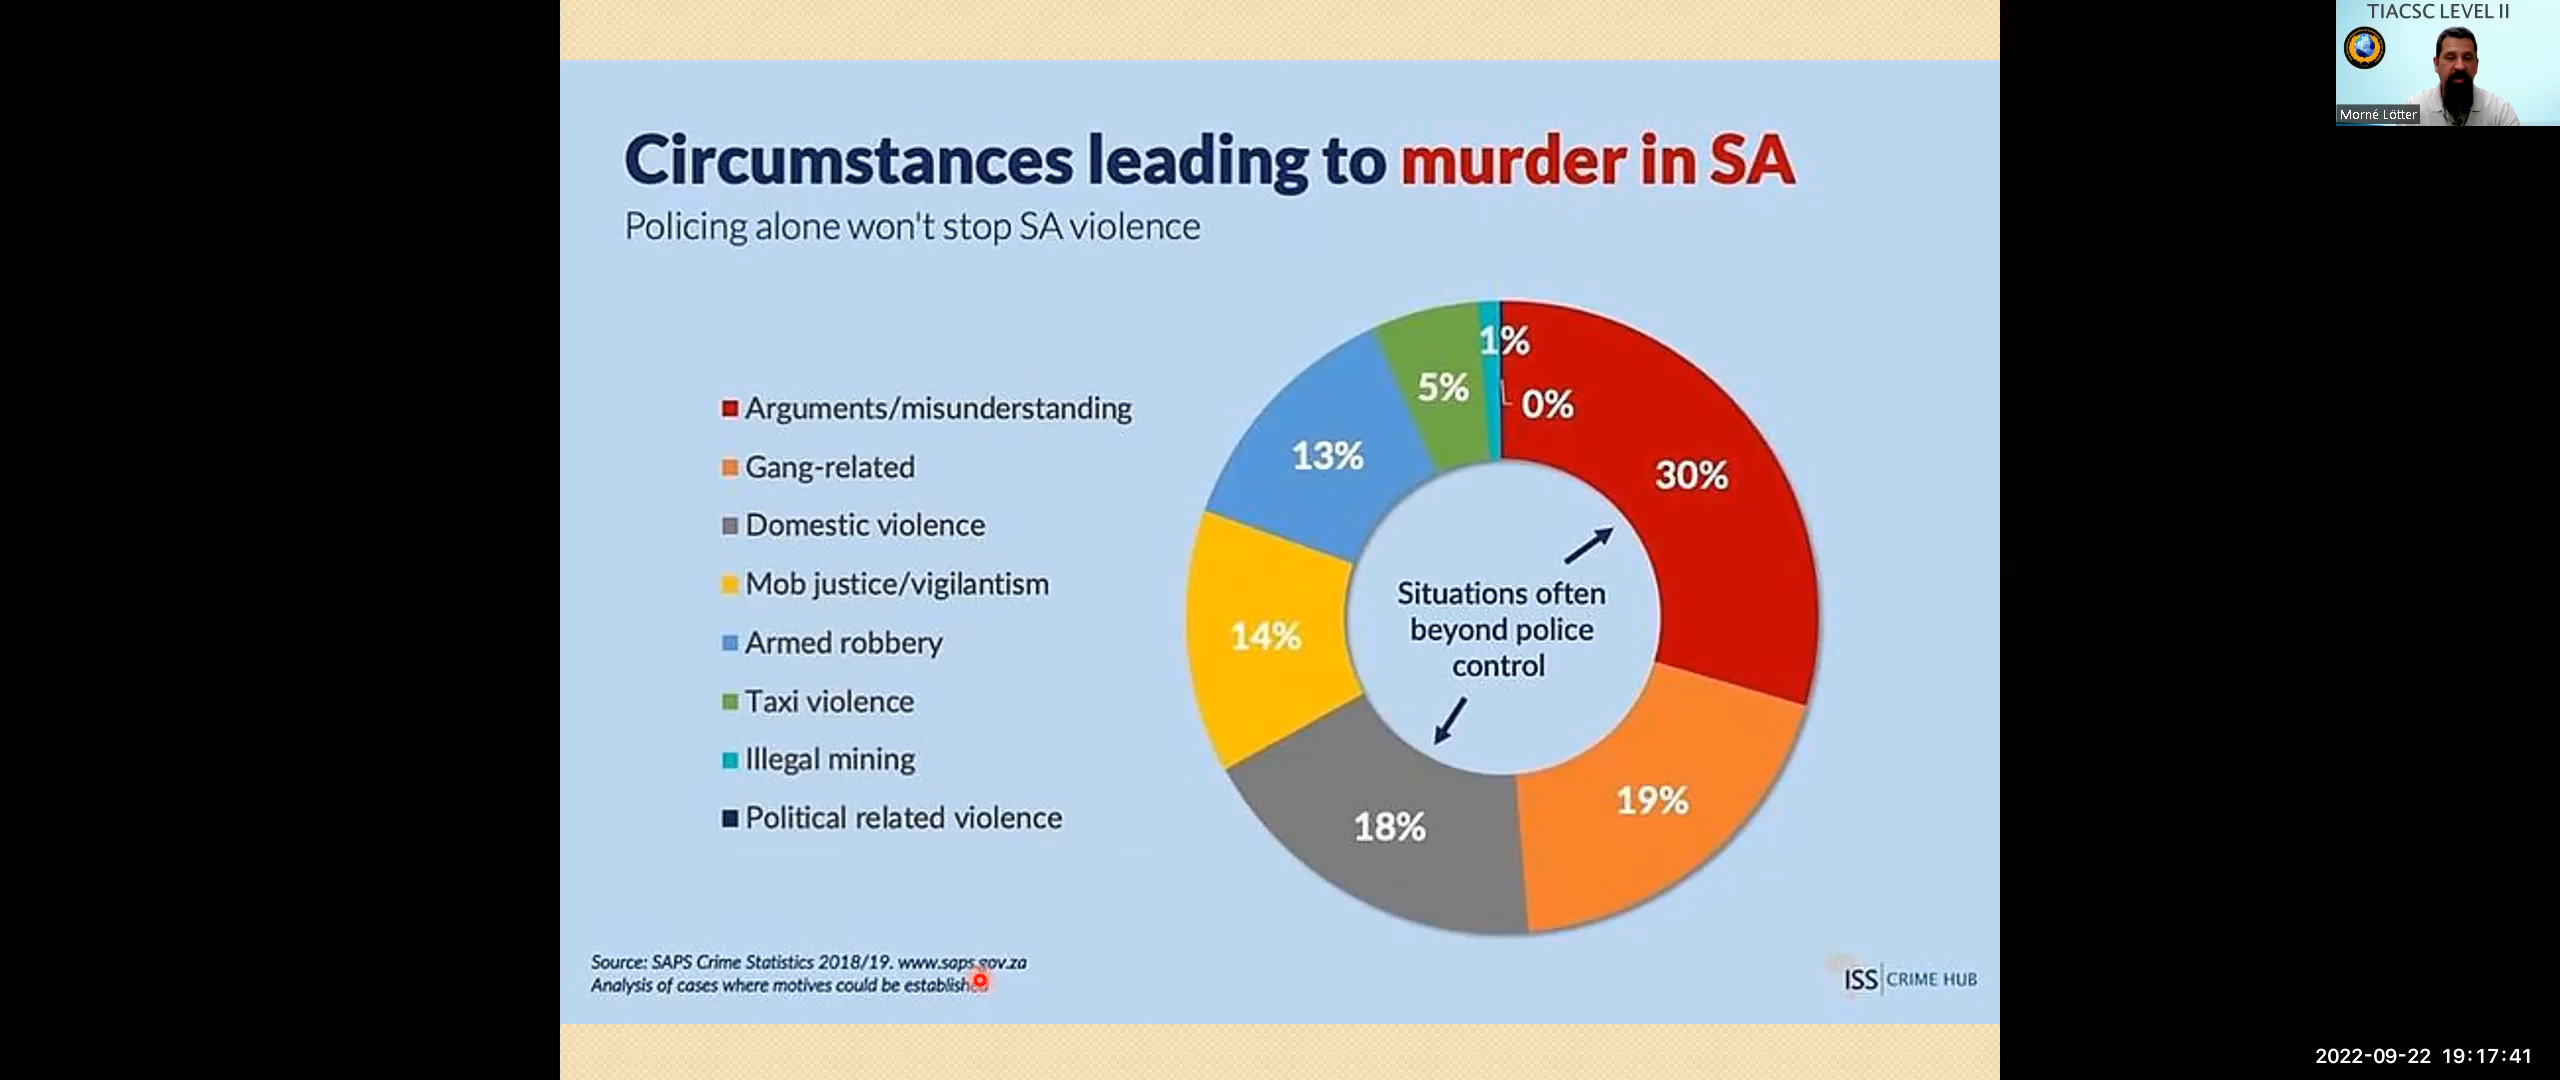 TIACSC LEVEL II
Morné Lötter
Circumstances leading to murder in SA
Policing alone won't stop SA violence
Arguments/misunderstanding
Gang-related
Domestic violence
Mob justice/vigilantism
Armed robbery
Taxi violence
Illegal mining
Political related violence
1%
0%
5%
30%
13%
14%
18%
19%
Situations often
beyond police
control
Source: SAPS Crime Statistics 2018/19. www.saps.gov.za
Analysis of cases where motives could be established
ISS CRIME HUB
2022-09-22 19:17:41